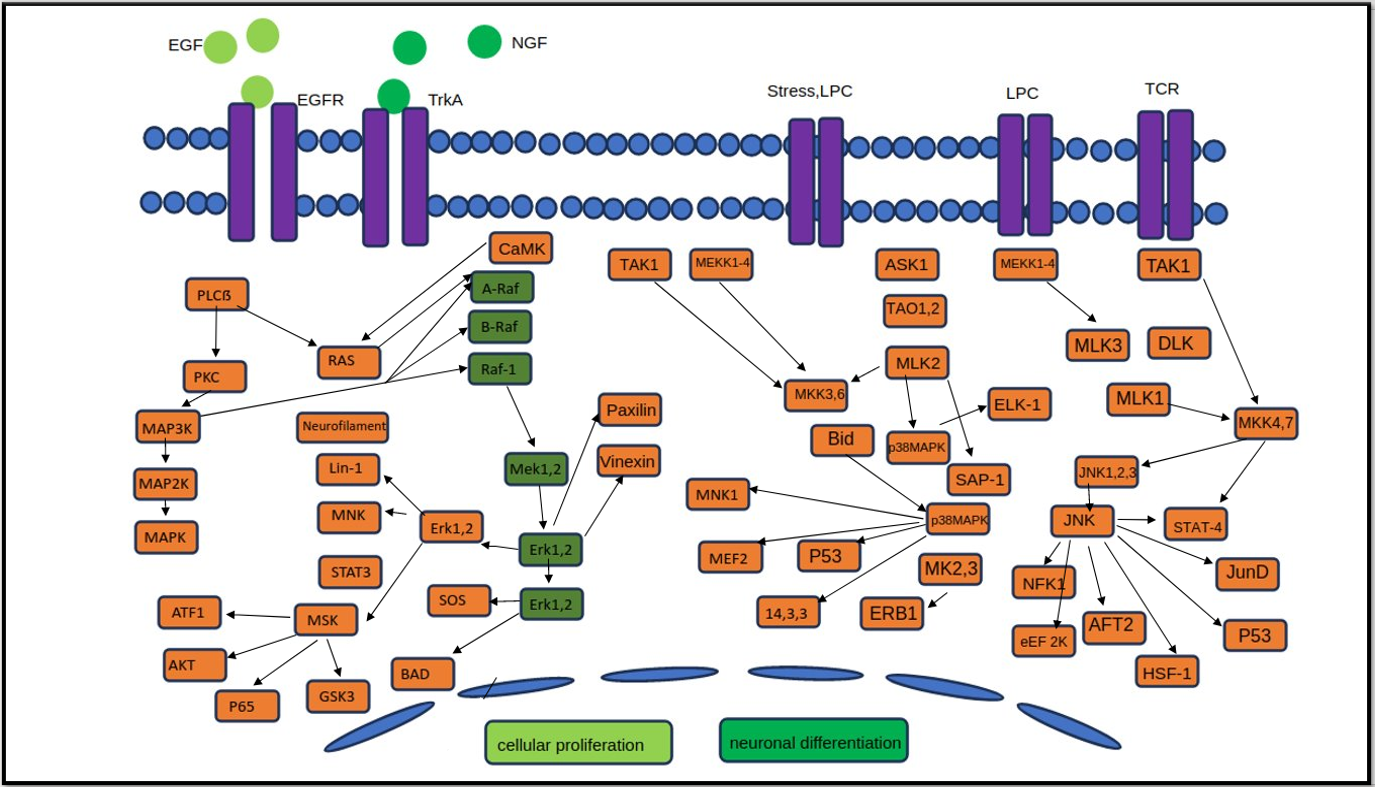 EGF
NGF
EGFR
TrkA
Stress,LPC
LPC
TCR
CaMK
TAK1
MEKK1-4
ASK1
MEKK1-4
TAK1
PLCß
A-Raf
TAO1,2
B-Raf
MLK3
DLK
RAS
Raf-1
MLK2
PKC
MKK3,6
MLK1
ELK-1
Paxilin
MAP3K
Neurofilament
Bid
p38MAPK
MKK4,7
Lin-1
Mek1,2
Vinexin
SAP-1
JNK1,2,3
MAP2K
MNK1
MNK
Erk1,2
p38MAPK
JNK
STAT-4
MAPK
Erk1,2
MEF2
P53
STAT3
MK2,3
NFK1
JunD
SOS
Erk1,2
ATF1
MSK
14,3,3
ERB1
AFT2
eEF 2K
P53
AKT
BAD
HSF-1
P65
GSK3
cellular proliferation
neuronal differentiation